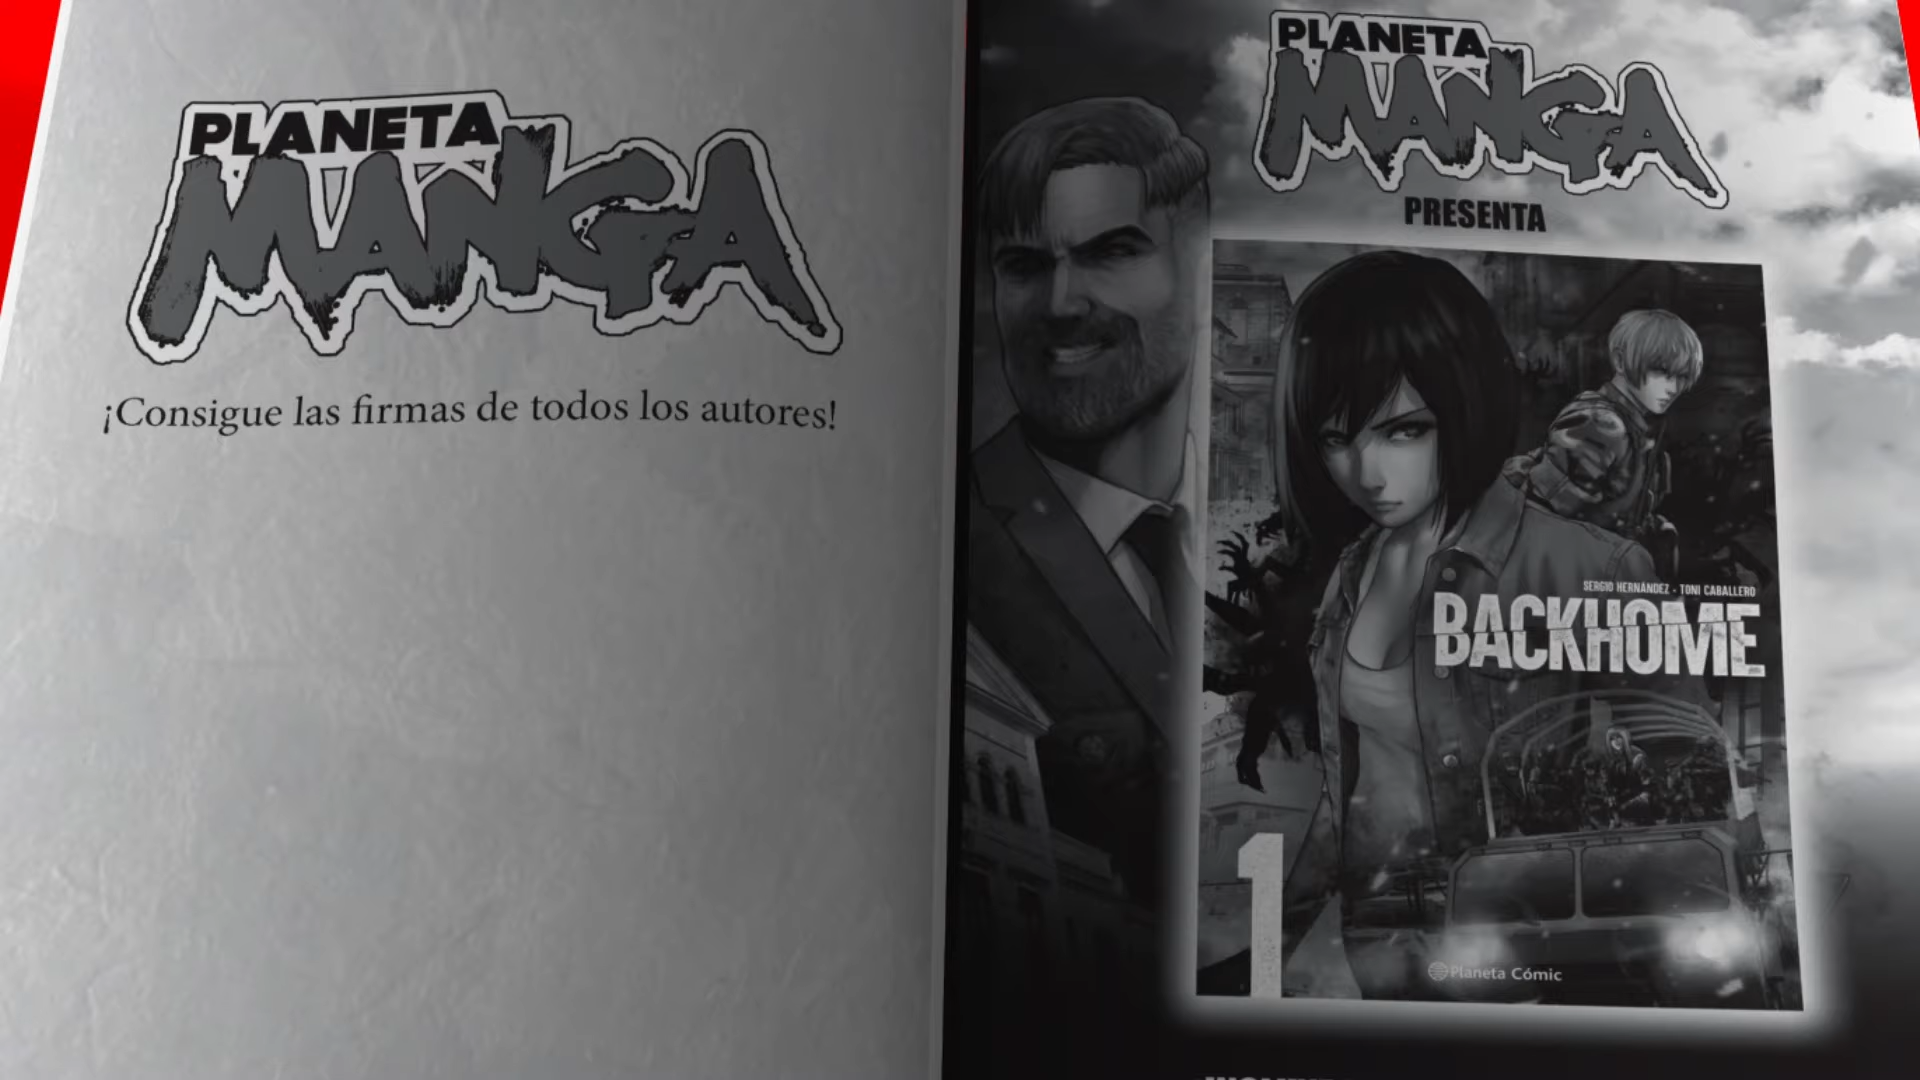 PLANETA
MANGA
¡Consigue las firmas de todos los autores!
PLANETA
MANGA
PRESENTA
SERGIO HERNÁNDEZ - TONI CABALLERO
BACKHOME
1
Planeta Cómic